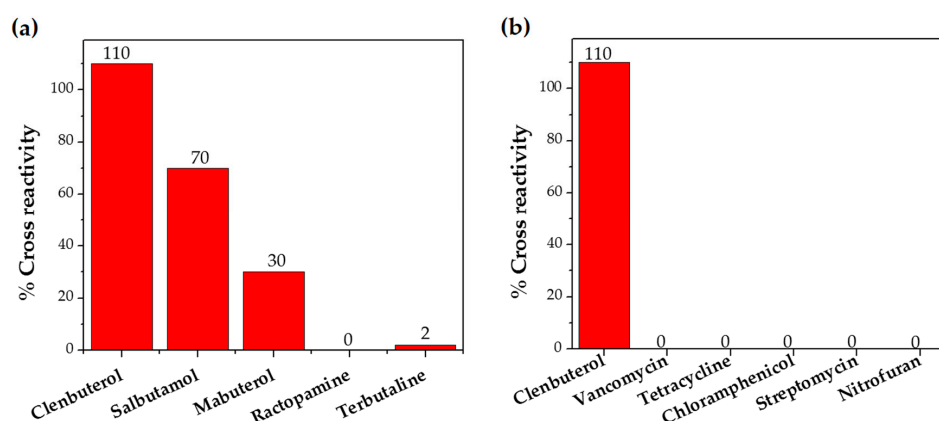 (a)
% Cross reactivity
100
80
60
40
20
0
110
70
30
0
2
Clenbuterol
Salbutamol
Mabuterol
Ractopamine
Terbutaline
(b)
% Cross reactivity
100
80
60
40
20
0
110
0
0
0
0
0
Clenbuterol
Vancomycin
Tetracycline
Chloramphenicol
Streptomycin
Nitrofuran